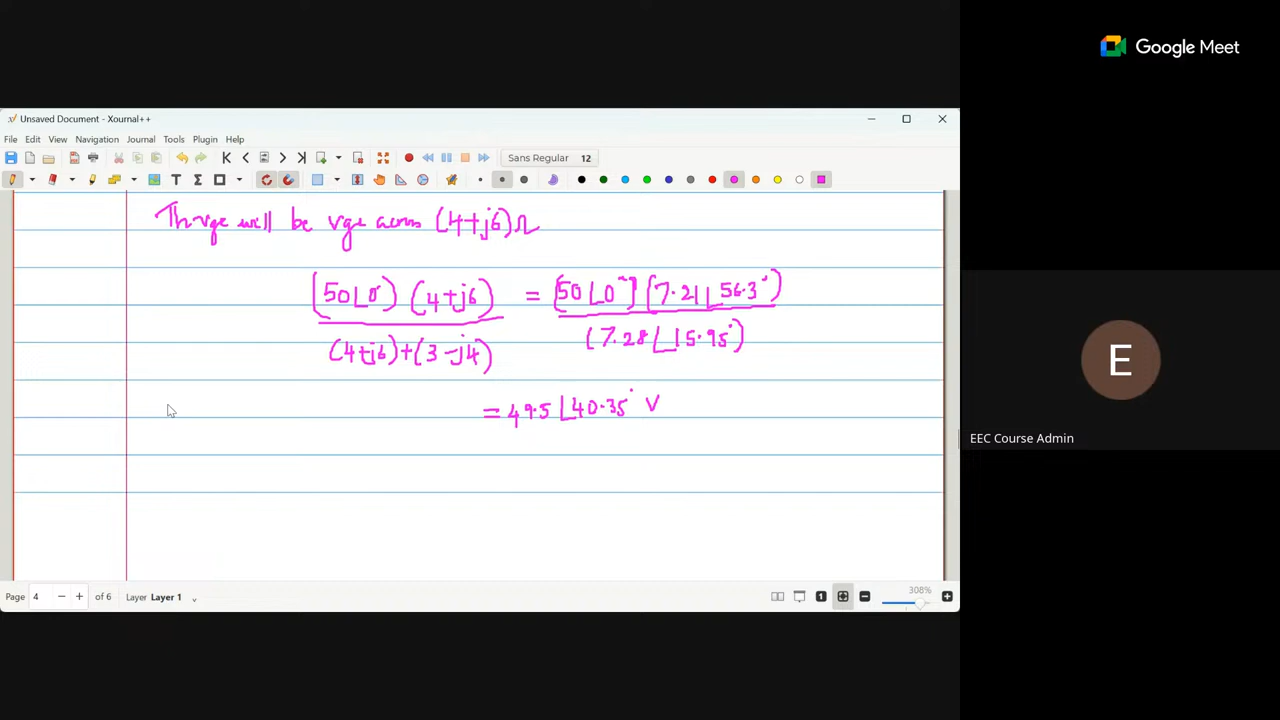 Google Meet
Unsaved Document - Xournal++
File Edit View Navigation Journal Tools Plugin Help
Sans Regular 12
Th vge will be vge across (4+j6)Ω
(50∠0°) (4+j6) = (50∠0°) (7.21∠56.3°)
(4+j6)+(3-j4) (7.28∠15.95°)
= 49.5∠40.35° V
E
EEC Course Admin
Page 4 of 6 Layer Layer 1 308%